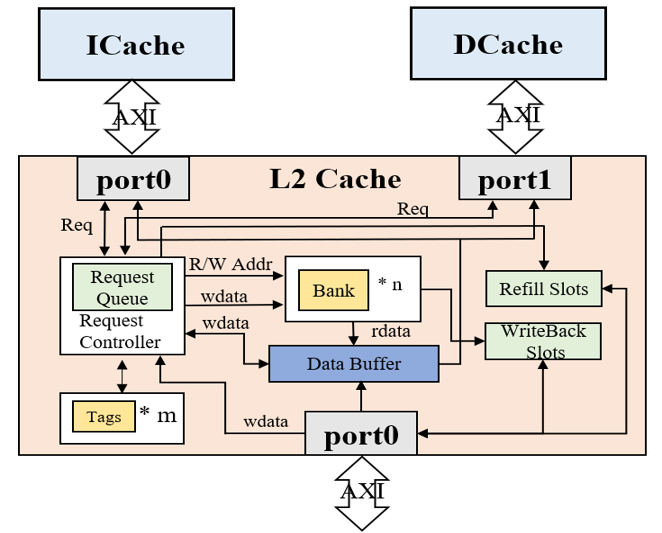 ICache
DCache
AXI
AXI
port0
L2 Cache
port1
Req
Req
Request
Queue
Request
Controller
R/W Addr
wdata
wdata
Bank
* n
rdata
Refill Slots
WriteBack
Slots
Data Buffer
Tags
* m
wdata
port0
AXI